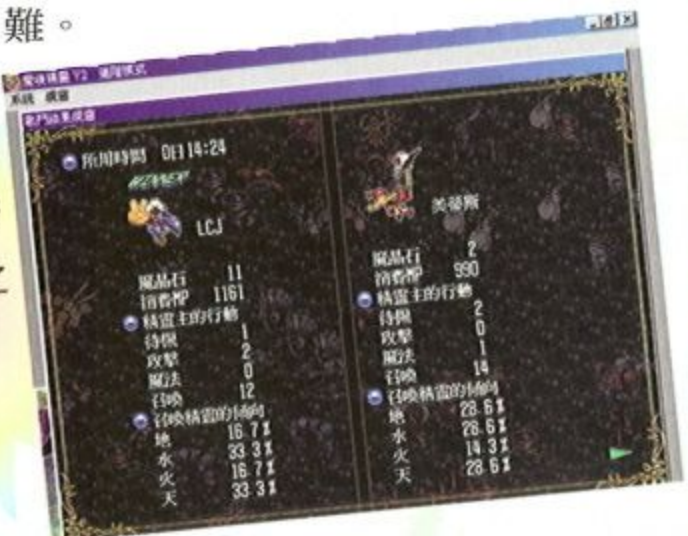 難。
系統 視窗
所用時間 0日14:24
WINNER
LCJ
魔晶石 11
消費MP 1161
精靈主的行動
待機 1
攻擊 2
魔法 0
召喚 12
召喚精靈的傾向
地 16.7%
水 33.3%
火 16.7%
天 33.3%
魔晶石 2
消費MP 990
精靈主的行動
待機 2
攻擊 0
魔法 1
召喚 14
召喚精靈的傾向
地 28.6%
水 28.6%
火 14.3%
天 28.6%